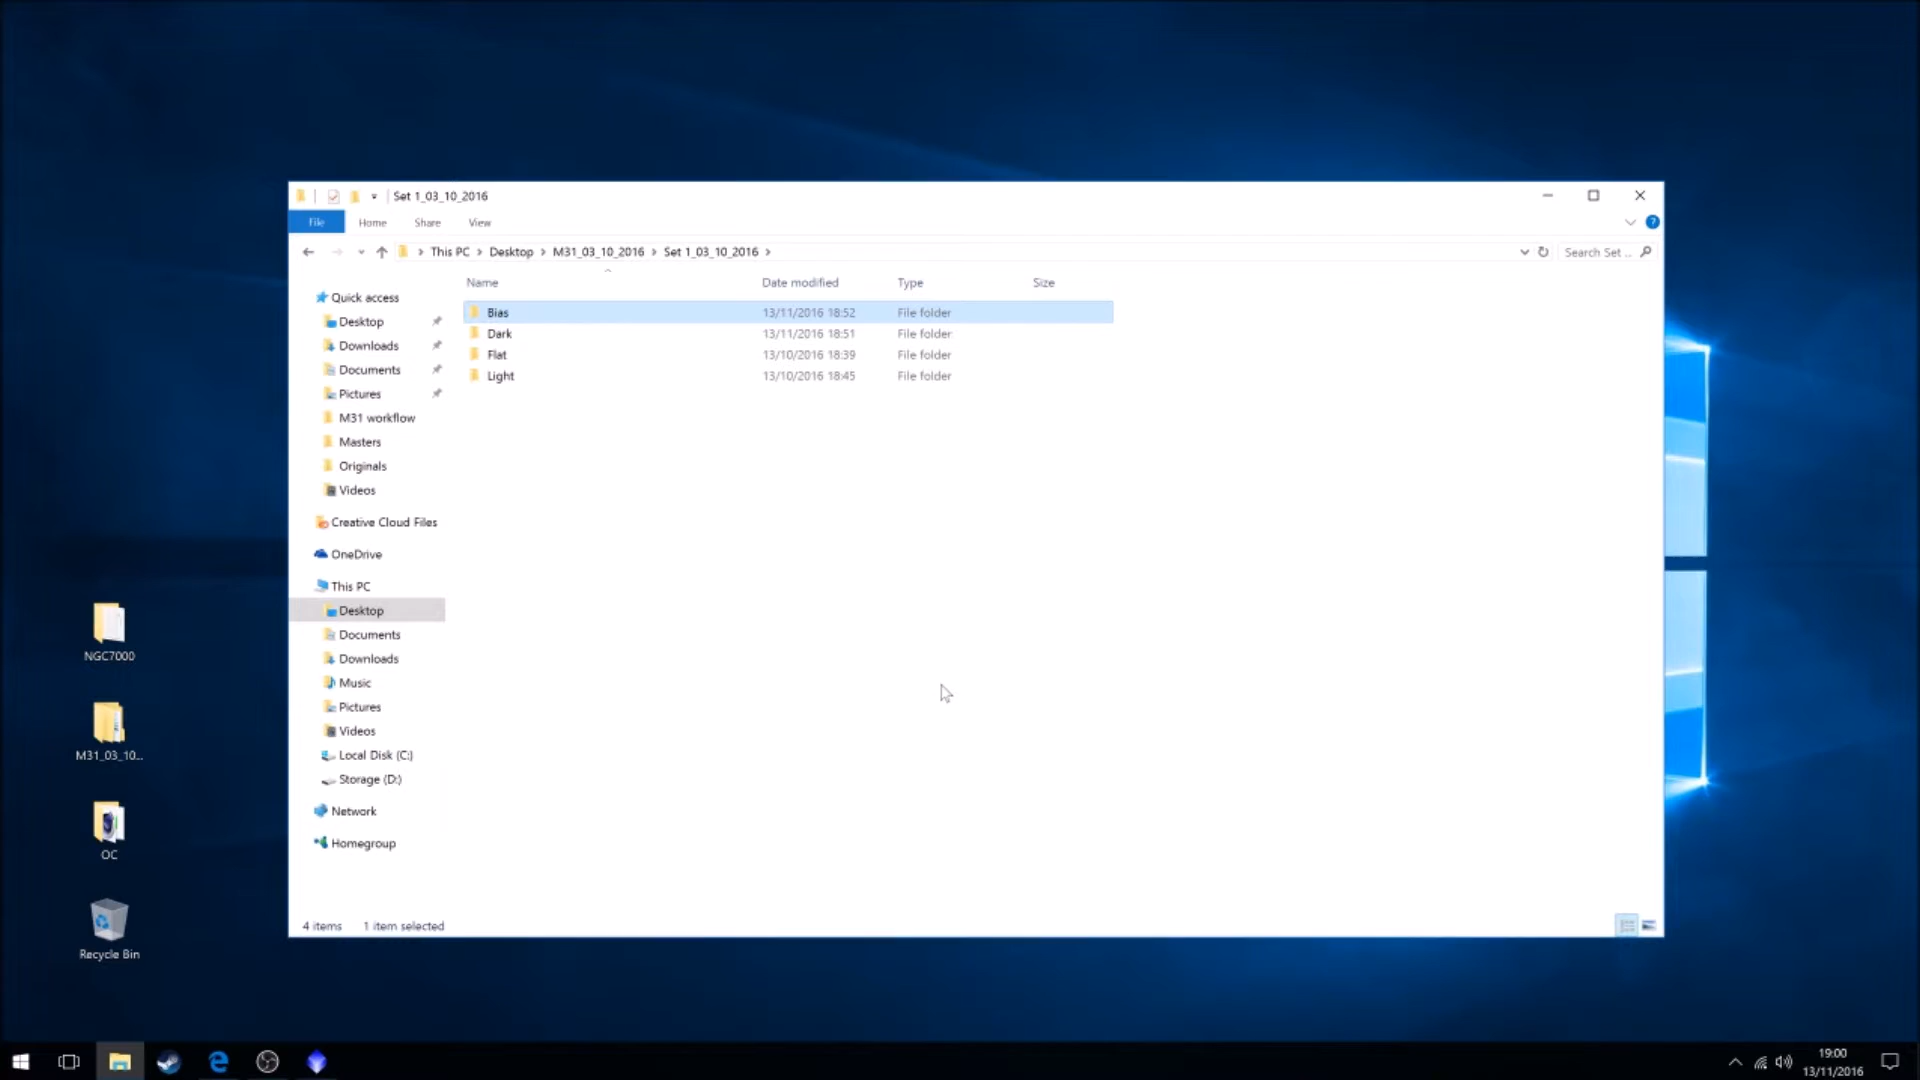 Set 1_03_10_2016
File Home Share View
This PC > Desktop > M31_03_10_2016 > Set 1_03_10_2016 >
Search Set ...
Name Date modified Type Size
Bias 13/11/2016 18:52 File folder
Dark 13/11/2016 18:51 File folder
Flat 13/10/2016 18:39 File folder
Light 13/10/2016 18:45 File folder
Quick access
Desktop
Downloads
Documents
Pictures
M31 workflow
Masters
Originals
Videos
Creative Cloud Files
OneDrive
This PC
Desktop
Documents
Downloads
Music
Pictures
Videos
Local Disk (C:)
Storage (D:)
Network
Homegroup
4 items 1 item selected
NGC7000
M31_03_10...
OC
Recycle Bin
19:00
13/11/2016